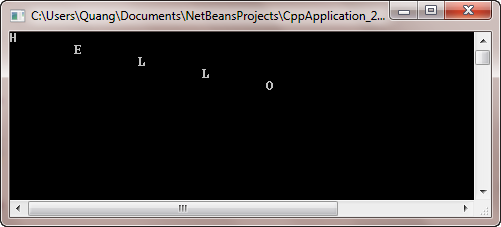 C:\Users\Quang\Documents\NetBeansProjects\CppApplication_2...
H
E
L
L
O